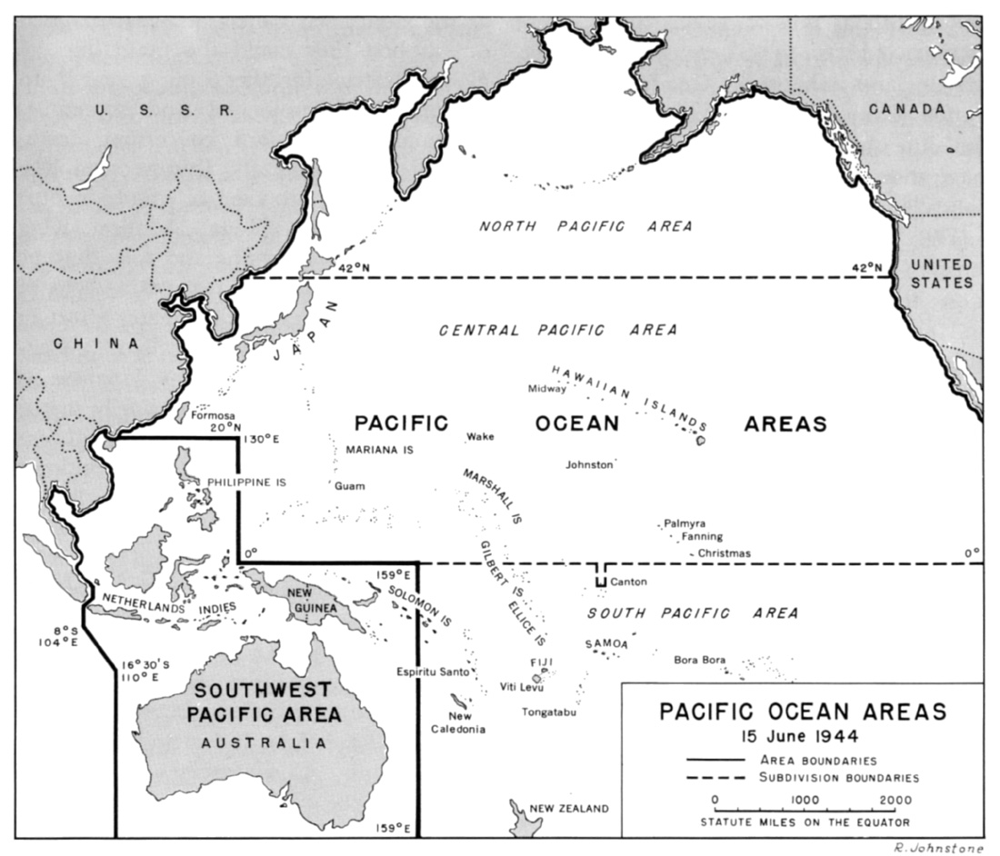 U.S.S.R.
CANADA
NORTH PACIFIC AREA
42°N
42°N
UNITED
STATES
CHINA
JAPAN
CENTRAL PACIFIC AREA
HAWAIIAN ISLANDS
Midway
Formosa
20°N
130°E
PACIFIC OCEAN AREAS
MARIANA IS
Wake
Johnston
PHILIPPINE IS
Guam
MARSHALL IS
Palmyra
Fanning
Christmas
0°
0°
159°E
GILBERT IS
Canton
NETHERLANDS INDIES
NEW
GUINEA
SOLOMON IS
ELLICE IS
SOUTH PACIFIC AREA
8°S
104°E
SAMOA
16°30'S
110°E
Espiritu Santo
FIJI
Bora Bora
Viti Levu
SOUTHWEST
PACIFIC AREA
AUSTRALIA
New
Caledonia
Tongatabu
PACIFIC OCEAN AREAS
15 June 1944
AREA BOUNDARIES
SUBDIVISION BOUNDARIES
0 1000 2000
STATUTE MILES ON THE EQUATOR
NEW ZEALAND
159°E
R. Johnstone